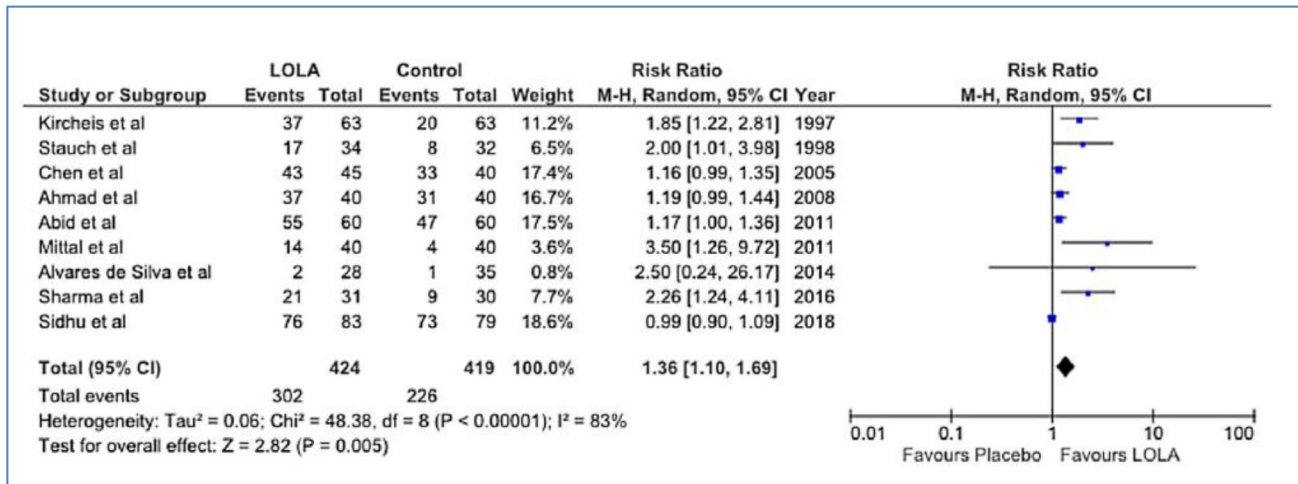 LOLA Control Risk Ratio Risk Ratio
Study or Subgroup Events Total Events Total Weight M-H, Random, 95% CI Year M-H, Random, 95% CI
Kircheis et al 37 63 20 63 11.2% 1.85 [1.22, 2.81] 1997
Stauch et al 17 34 8 32 6.5% 2.00 [1.01, 3.98] 1998
Chen et al 43 45 33 40 17.4% 1.16 [0.99, 1.35] 2005
Ahmad et al 37 40 31 40 16.7% 1.19 [0.99, 1.44] 2008
Abid et al 55 60 47 60 17.5% 1.17 [1.00, 1.36] 2011
Mittal et al 14 40 4 40 3.6% 3.50 [1.26, 9.72] 2011
Alvares de Silva et al 2 28 1 35 0.8% 2.50 [0.24, 26.17] 2014
Sharma et al 21 31 9 30 7.7% 2.26 [1.24, 4.11] 2016
Sidhu et al 76 83 73 79 18.6% 0.99 [0.90, 1.09] 2018
Total (95% CI) 424 419 100.0% 1.36 [1.10, 1.69]
Total events 302 226
Heterogeneity: Tau² = 0.06; Chi² = 48.38, df = 8 (P < 0.00001); I² = 83%
Test for overall effect: Z = 2.82 (P = 0.005)
0.01 0.1 1 10 100
Favours Placebo Favours LOLA